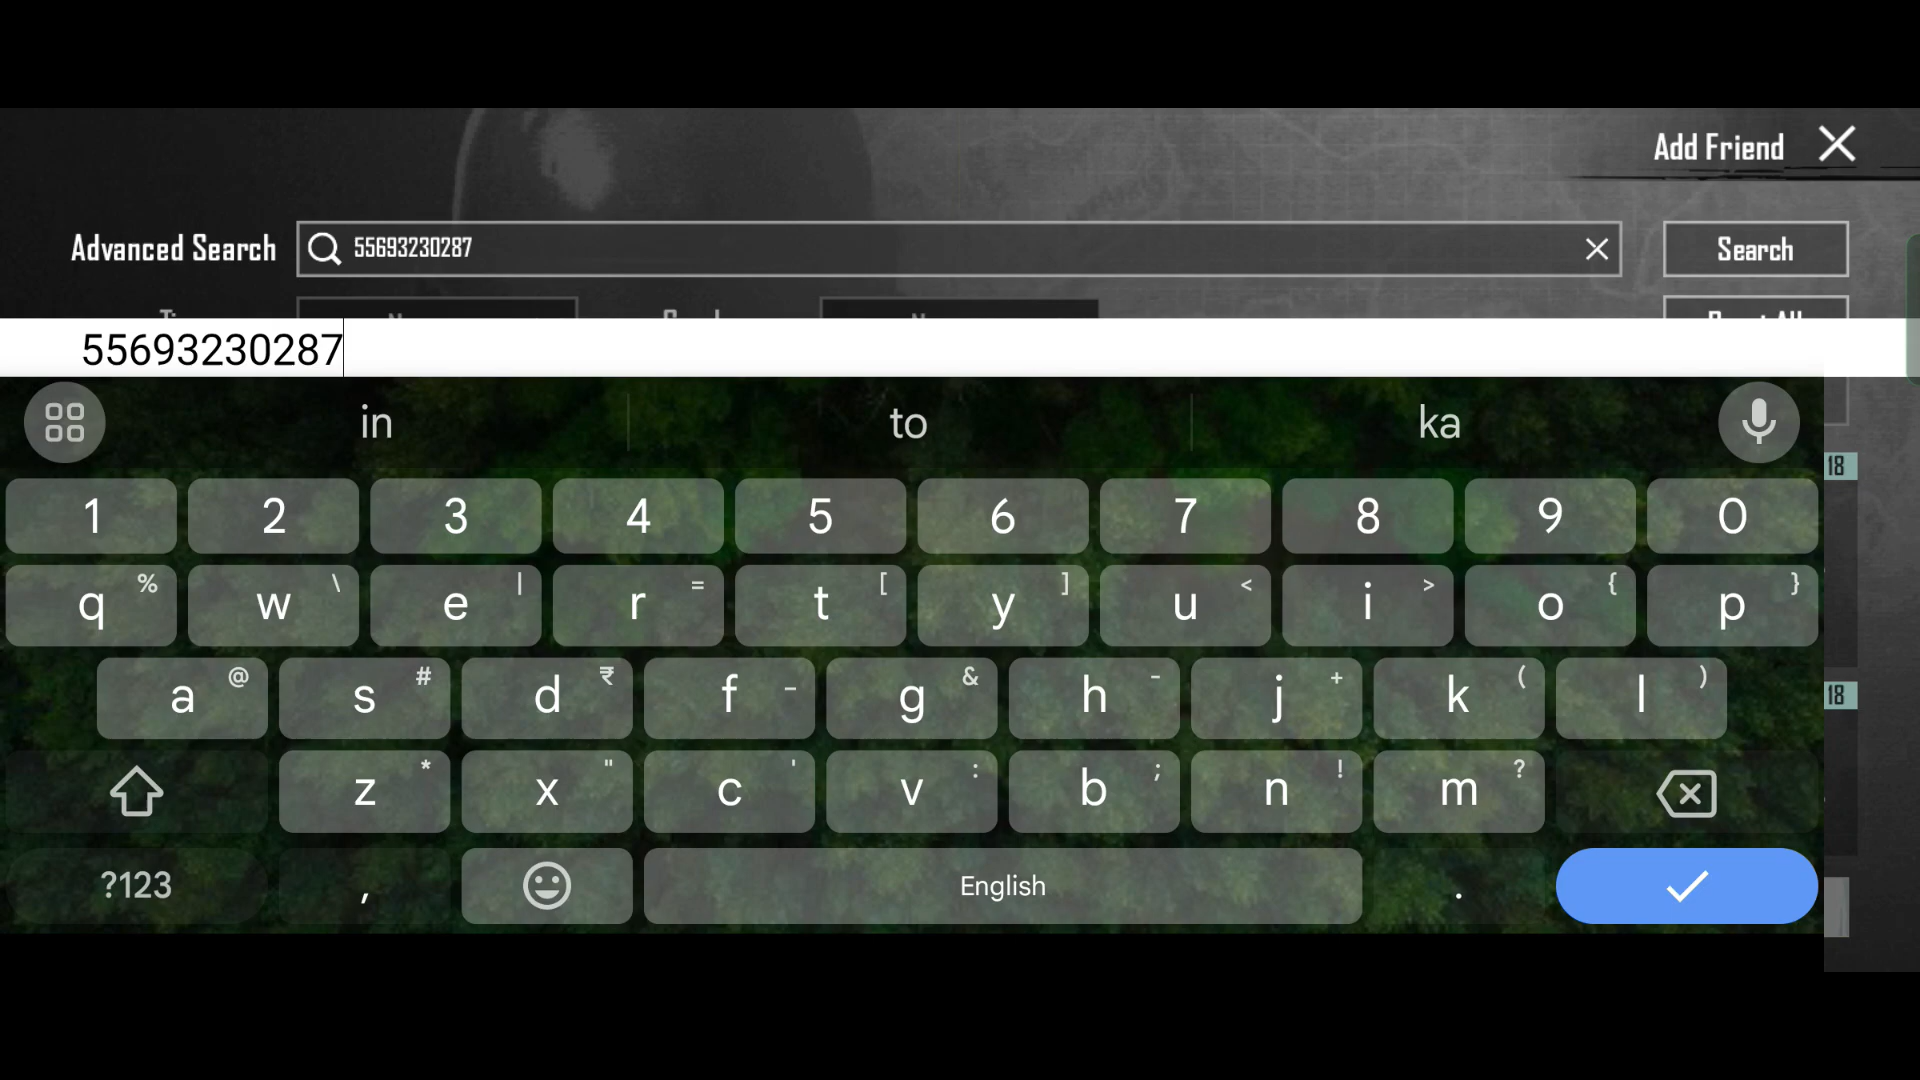 Add Friend
Advanced Search 55693230287 Search
55693230287
in to ka
18
1 2 3 4 5 6 7 8 9 0
q % w \ e | r = t [ y ] u < i > o { p }
a @ s # d ₹ f _ g & h - j + k ( l )
18
z * x " c ' v : b ; n ! m ?
?123 , English .